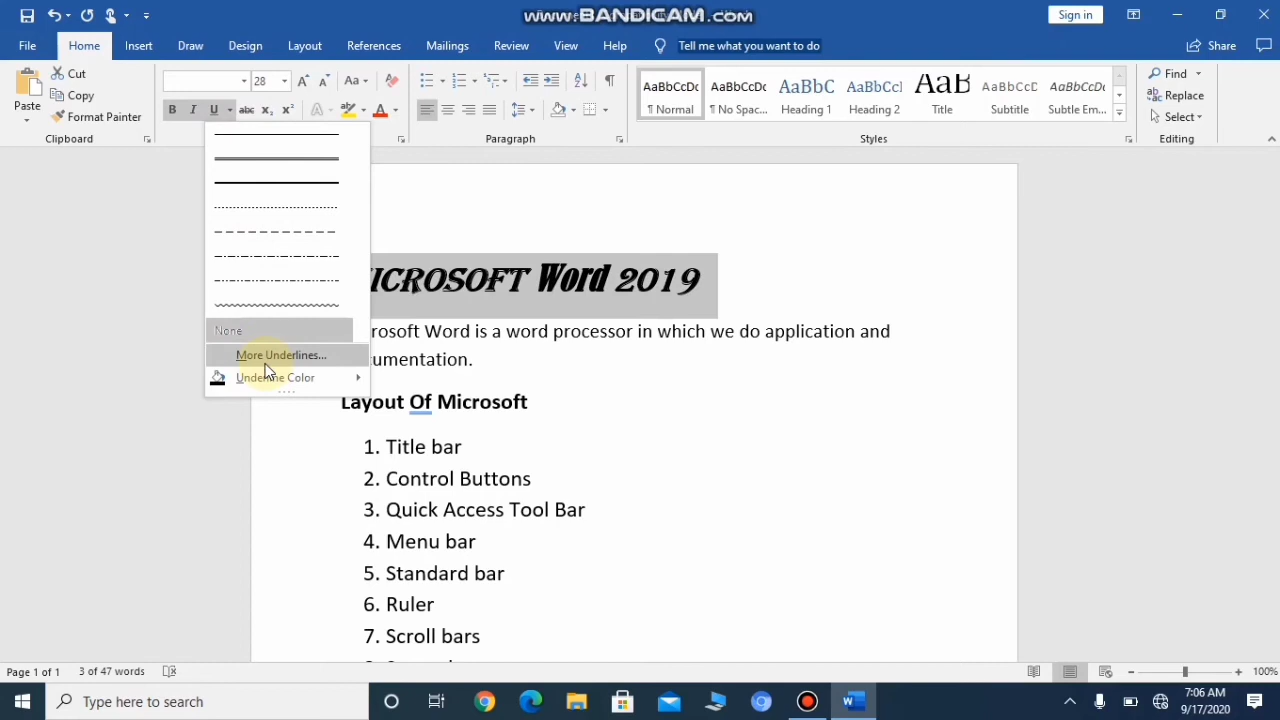 www.BANDICAM.com
Sign in
File Home Insert Draw Design Layout References Mailings Review View Help Tell me what you want to do Share
Paste
Cut
Copy
Format Painter
Clipboard
28
Aa
B I U abc x₂ x² A A
Paragraph
AaBbCcDc AaBbCcDc AaBbC AaBbCcI AaB AaBbCcD AaBbCcDt
¶ Normal ¶ No Spac... Heading 1 Heading 2 Title Subtitle Subtle Em...
Styles
Find
Replace
Select
Editing
None
More Underlines...
Underline Color
ICROSOFT Word 2019
rosoft Word is a word processor in which we do application and
umentation.
Layout Of Microsoft
1. Title bar
2. Control Buttons
3. Quick Access Tool Bar
4. Menu bar
5. Standard bar
6. Ruler
7. Scroll bars
Page 1 of 1 3 of 47 words
100%
Type here to search
7:06 AM
9/17/2020